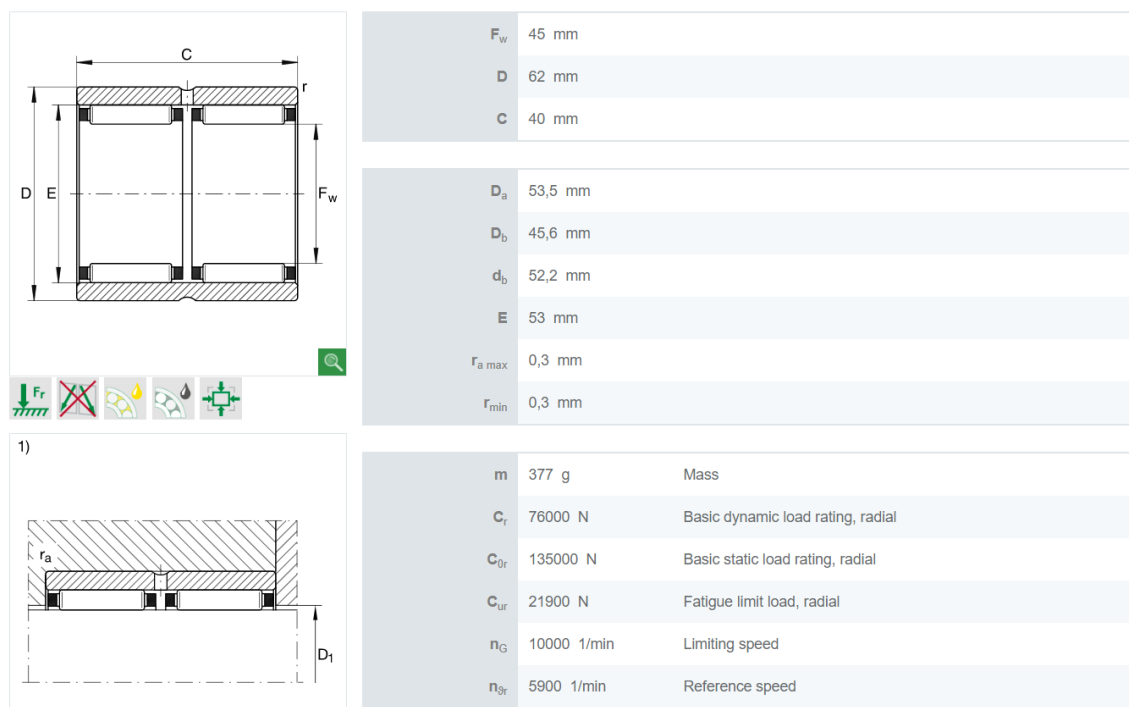 C
r
D
E
Fw
Fr
1)
ra
D1
Fw 45 mm
D 62 mm
C 40 mm
Da 53,5 mm
Db 45,6 mm
db 52,2 mm
E 53 mm
ra max 0,3 mm
rmin 0,3 mm
m 377 g Mass
Cr 76000 N Basic dynamic load rating, radial
C0r 135000 N Basic static load rating, radial
Cur 21900 N Fatigue limit load, radial
nG 10000 1/min Limiting speed
nϑr 5900 1/min Reference speed